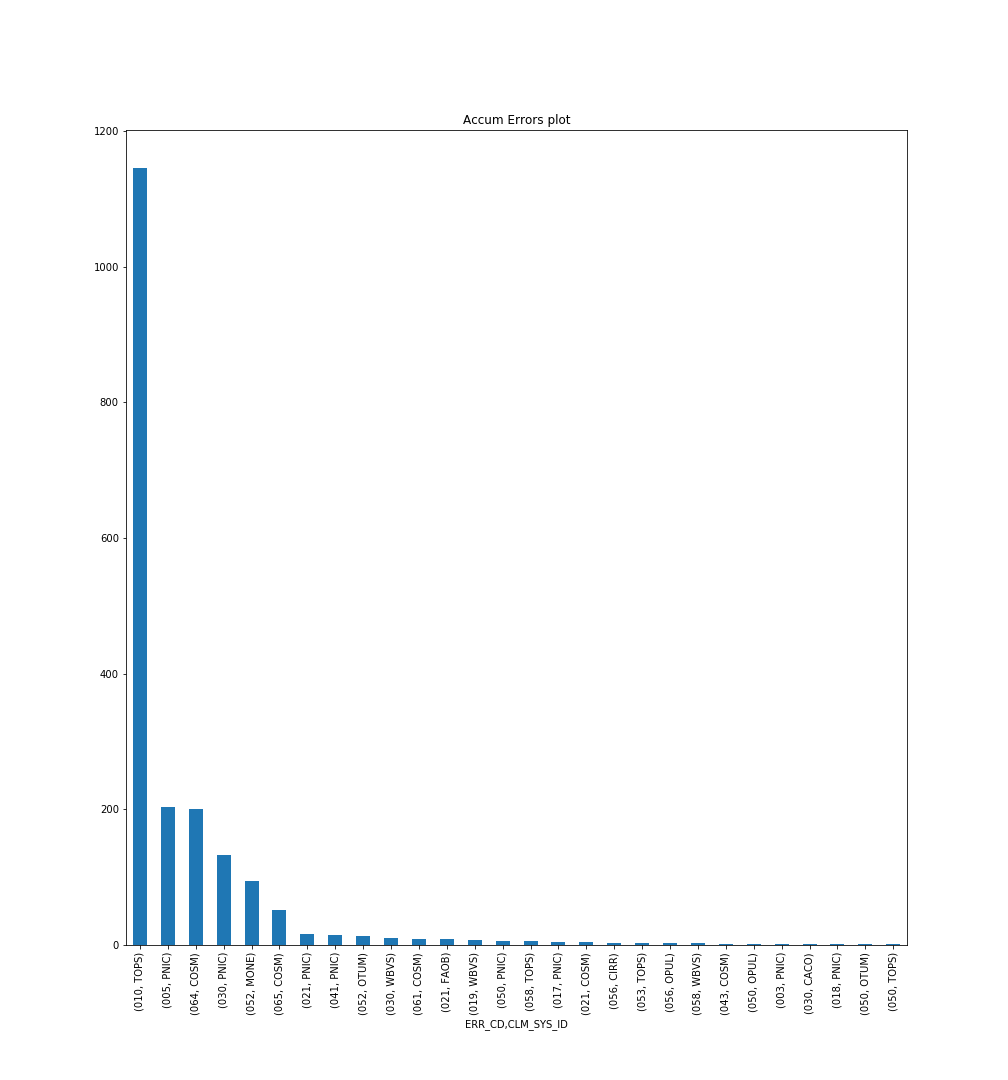 Accum Errors plot
1200
1000
800
600
400
200
0
(010, TOPS)
(005, PNIC)
(064, COSM)
(030, PNIC)
(052, MONE)
(065, COSM)
(021, PNIC)
(041, PNIC)
(052, OTUM)
(030, WBVS)
(061, COSM)
(021, FAOB)
(019, WBVS)
(050, PNIC)
(058, TOPS)
(017, PNIC)
(021, COSM)
(056, CIRR)
(053, TOPS)
(056, OPUL)
(058, WBVS)
(043, COSM)
(050, OPUL)
(003, PNIC)
(030, CACO)
(018, PNIC)
(050, OTUM)
(050, TOPS)
ERR_CD,CLM_SYS_ID